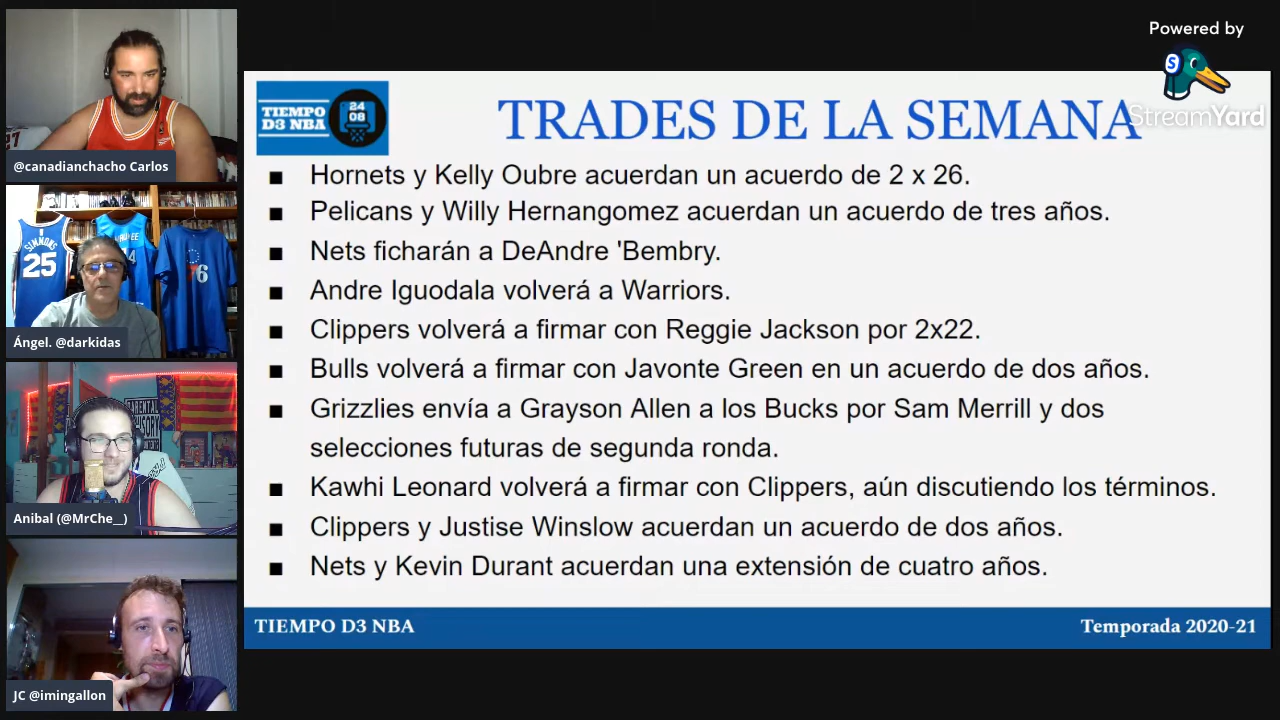 Powered by
StreamYard
TIEMPO
D3 NBA
24
08
TRADES DE LA SEMANA
Hornets y Kelly Oubre acuerdan un acuerdo de 2 x 26.
Pelicans y Willy Hernangomez acuerdan un acuerdo de tres años.
Nets ficharán a DeAndre 'Bembry.
Andre Iguodala volverá a Warriors.
Clippers volverá a firmar con Reggie Jackson por 2x22.
Bulls volverá a firmar con Javonte Green en un acuerdo de dos años.
Grizzlies envía a Grayson Allen a los Bucks por Sam Merrill y dos
selecciones futuras de segunda ronda.
Kawhi Leonard volverá a firmar con Clippers, aún discutiendo los términos.
Clippers y Justise Winslow acuerdan un acuerdo de dos años.
Nets y Kevin Durant acuerdan una extensión de cuatro años.
TIEMPO D3 NBA
Temporada 2020-21
@canadianchacho Carlos
SIMMONS
25
Ángel. @darkidas
PARENTAL
Anibal (@MrChe__)
JC @imingallon